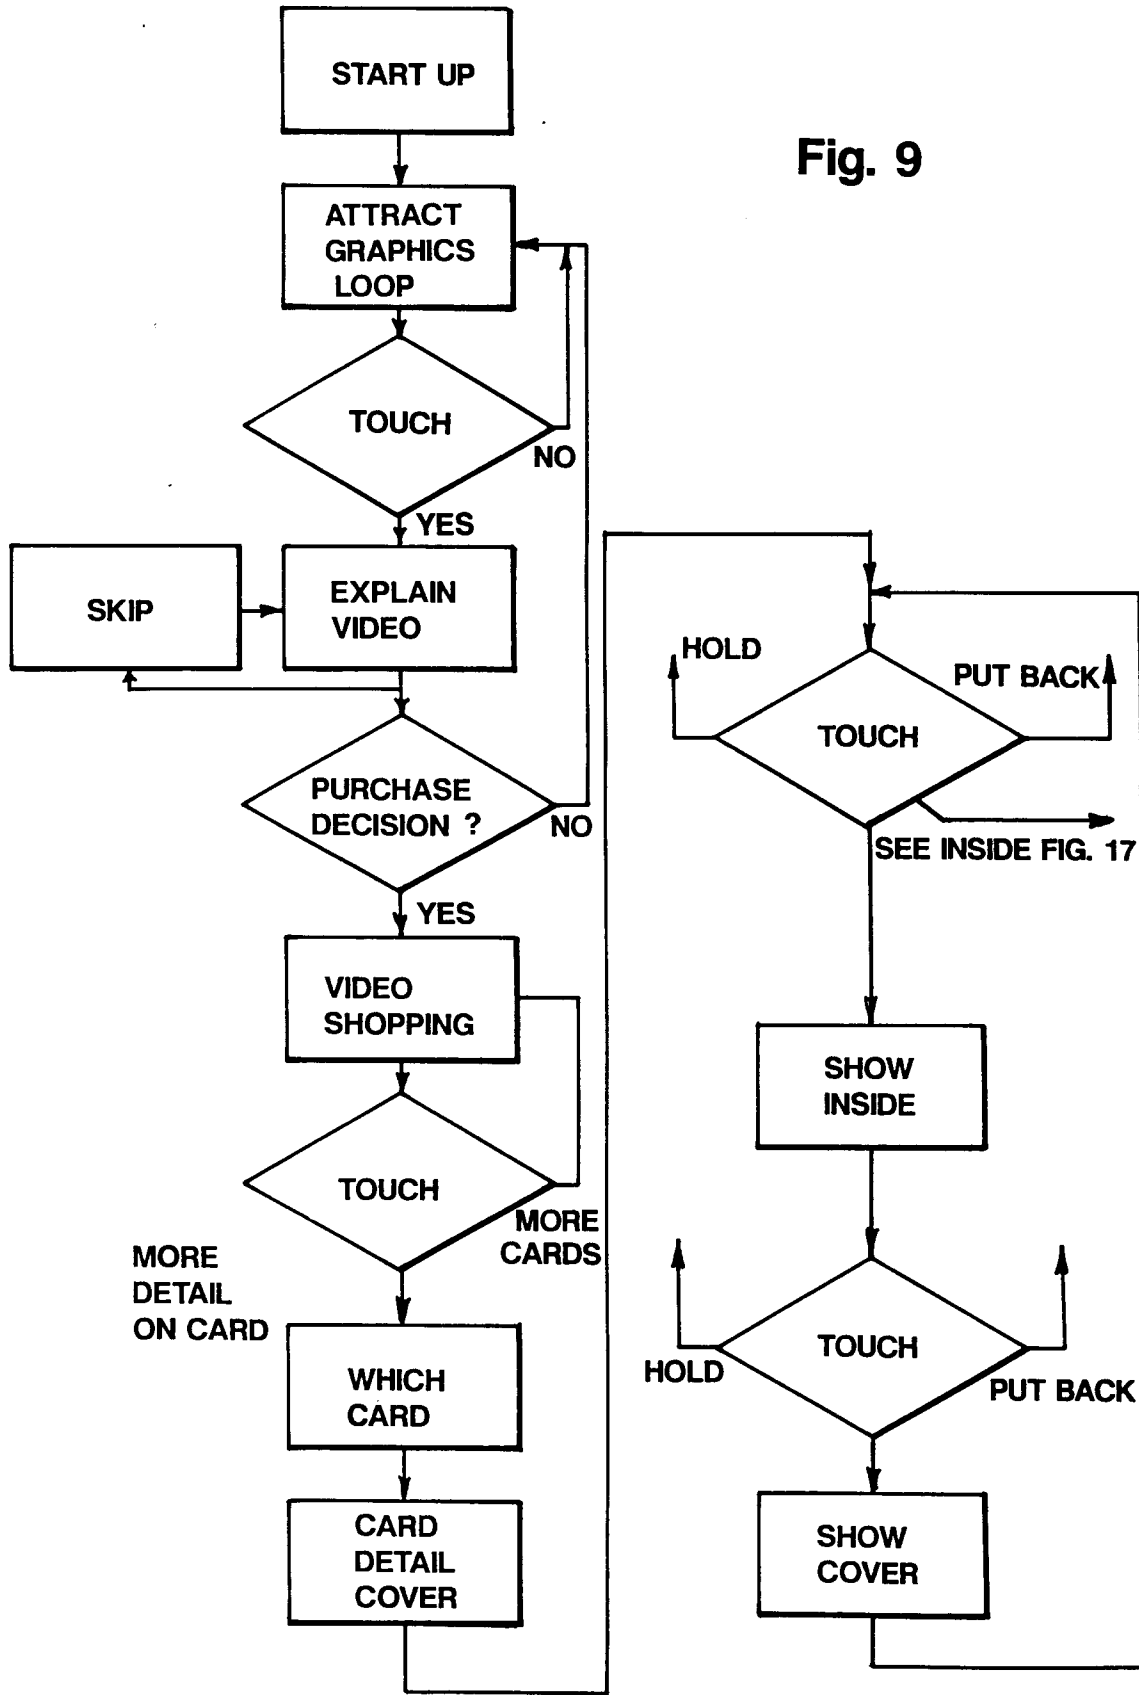 START UP
Fig. 9
ATTRACT
GRAPHICS
LOOP
TOUCH
NO
YES
SKIP
EXPLAIN
VIDEO
PURCHASE
DECISION ?
NO
YES
VIDEO
SHOPPING
TOUCH
MORE
CARDS
MORE
DETAIL
ON CARD
WHICH
CARD
CARD
DETAIL
COVER
HOLD
PUT BACK
TOUCH
SEE INSIDE FIG. 17
SHOW
INSIDE
TOUCH
HOLD
PUT BACK
SHOW
COVER